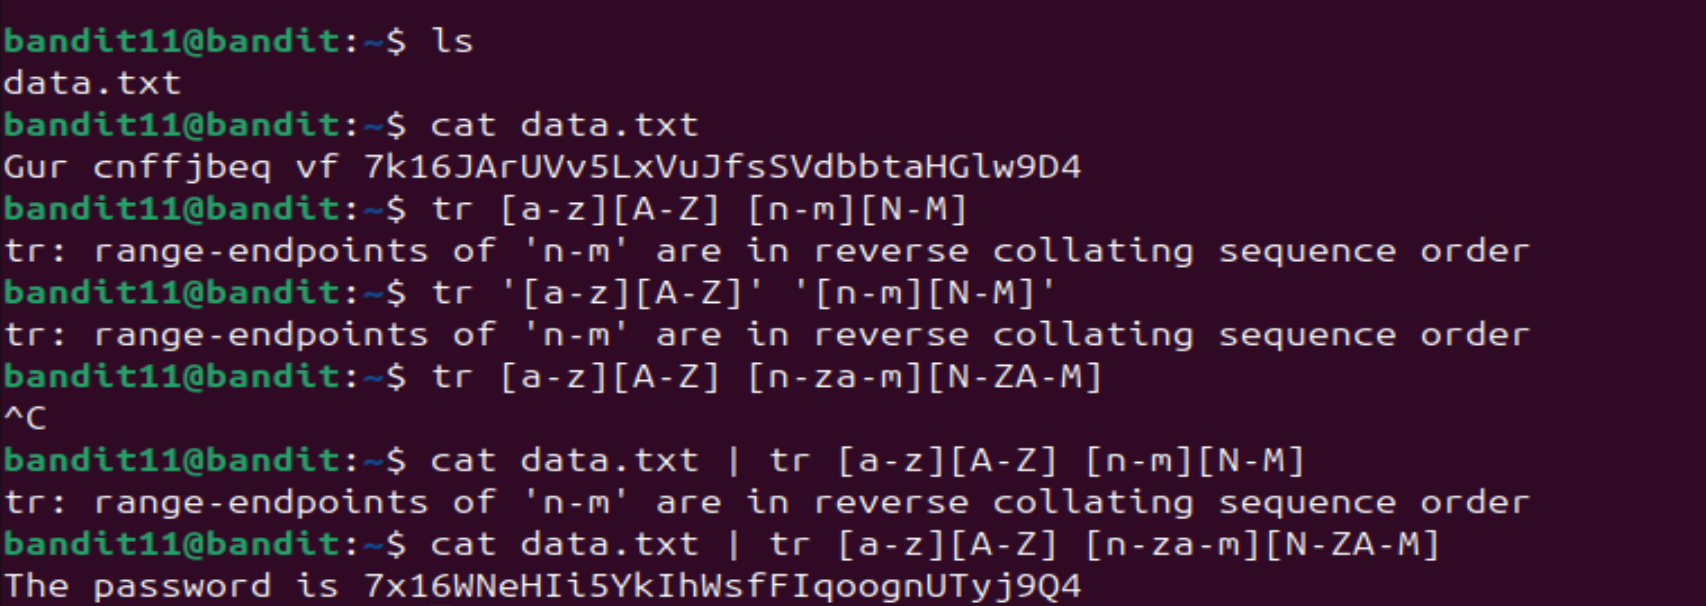 bandit11@bandit:~$ ls
data.txt
bandit11@bandit:~$ cat data.txt
Gur cnffjbeq vf 7k16JArUVv5LxVuJfsSVdbbtaHGlw9D4
bandit11@bandit:~$ tr [a-z][A-Z] [n-m][N-M]
tr: range-endpoints of 'n-m' are in reverse collating sequence order
bandit11@bandit:~$ tr '[a-z][A-Z]' '[n-m][N-M]'
tr: range-endpoints of 'n-m' are in reverse collating sequence order
bandit11@bandit:~$ tr [a-z][A-Z] [n-za-m][N-ZA-M]
^C
bandit11@bandit:~$ cat data.txt | tr [a-z][A-Z] [n-m][N-M]
tr: range-endpoints of 'n-m' are in reverse collating sequence order
bandit11@bandit:~$ cat data.txt | tr [a-z][A-Z] [n-za-m][N-ZA-M]
The password is 7x16WNeHIi5YkIhWsfFIqoognUTyj9Q4